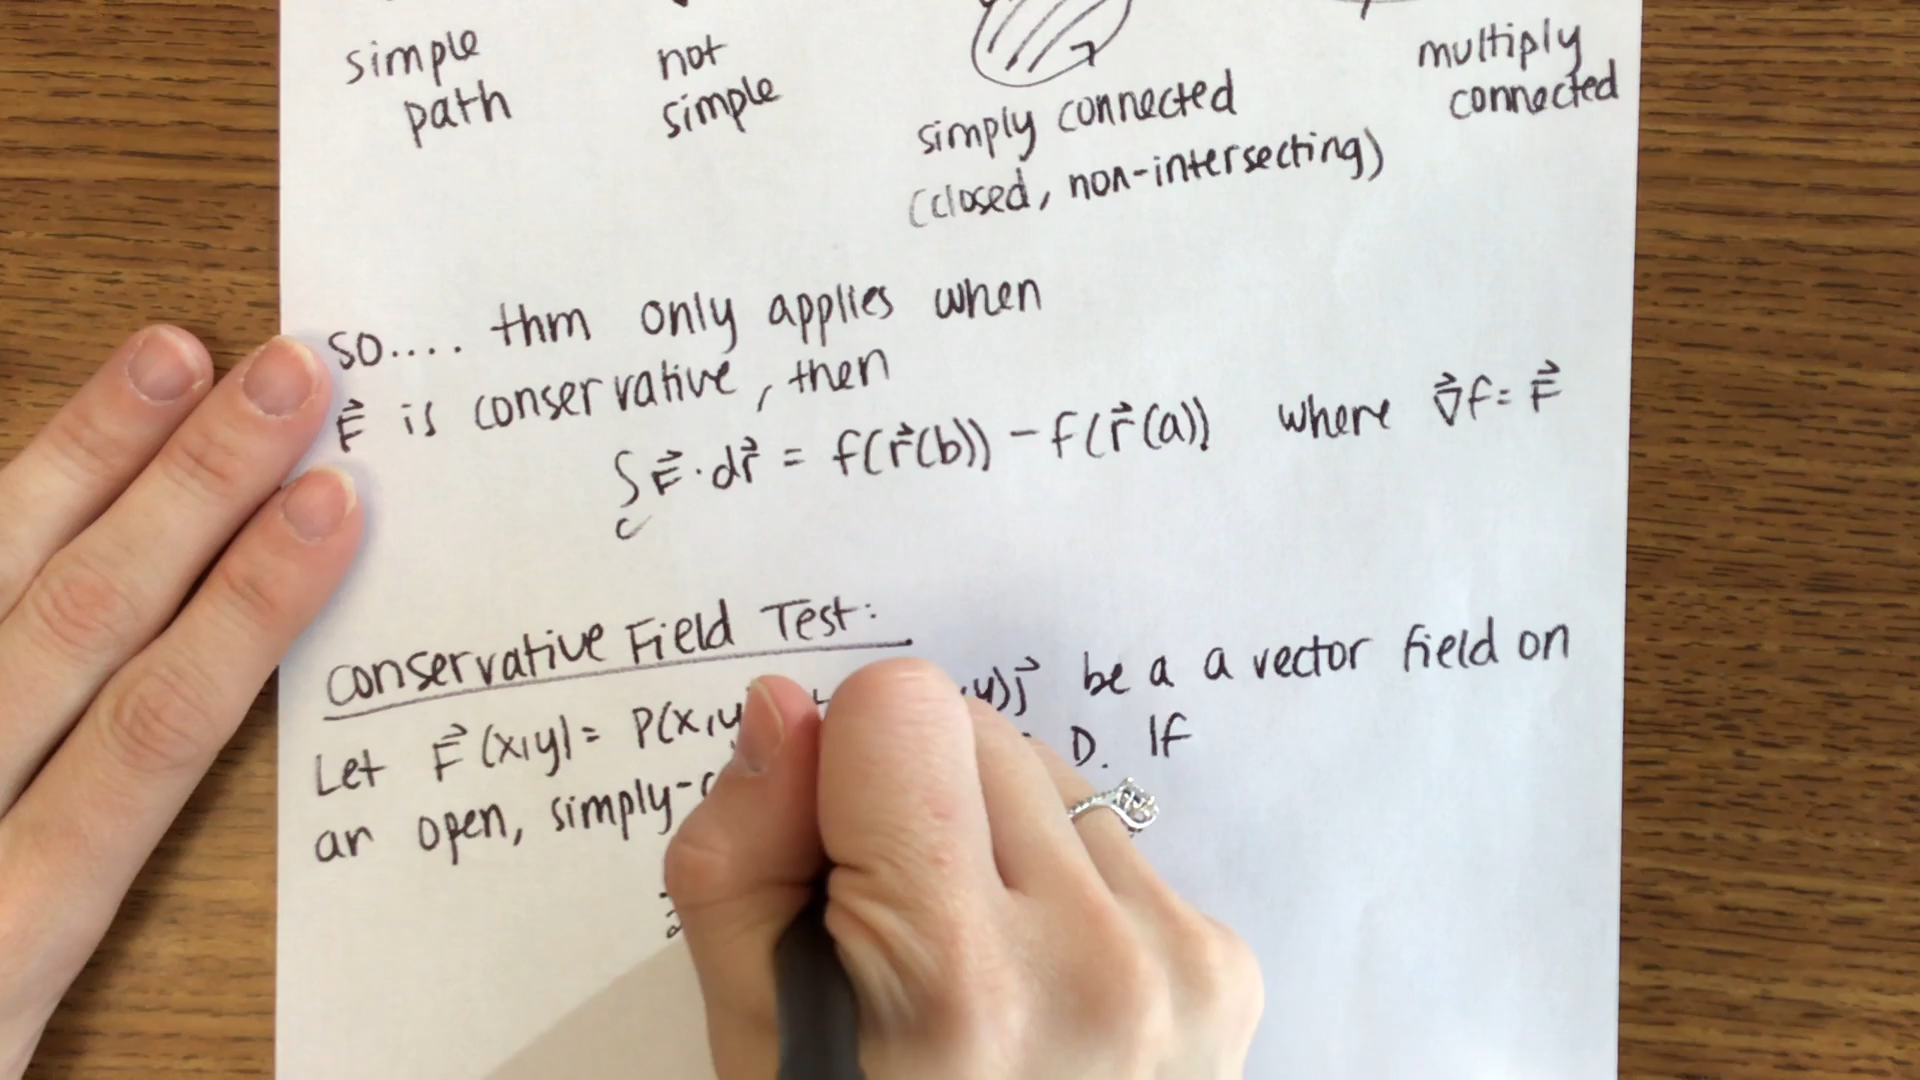 simple
path
not
simple
simply connected
(closed, non-intersecting)
multiply
connected
so.... thm only applies when
F⃗ is conservative, then
∫_C F⃗·dr⃗ = f(r⃗(b)) - f(r⃗(a)) where ∇⃗f = F⃗
Conservative Field Test:
Let F⃗(x,y) = P(x,y y)j⃗ be a a vector field on
an open, simply- D. If